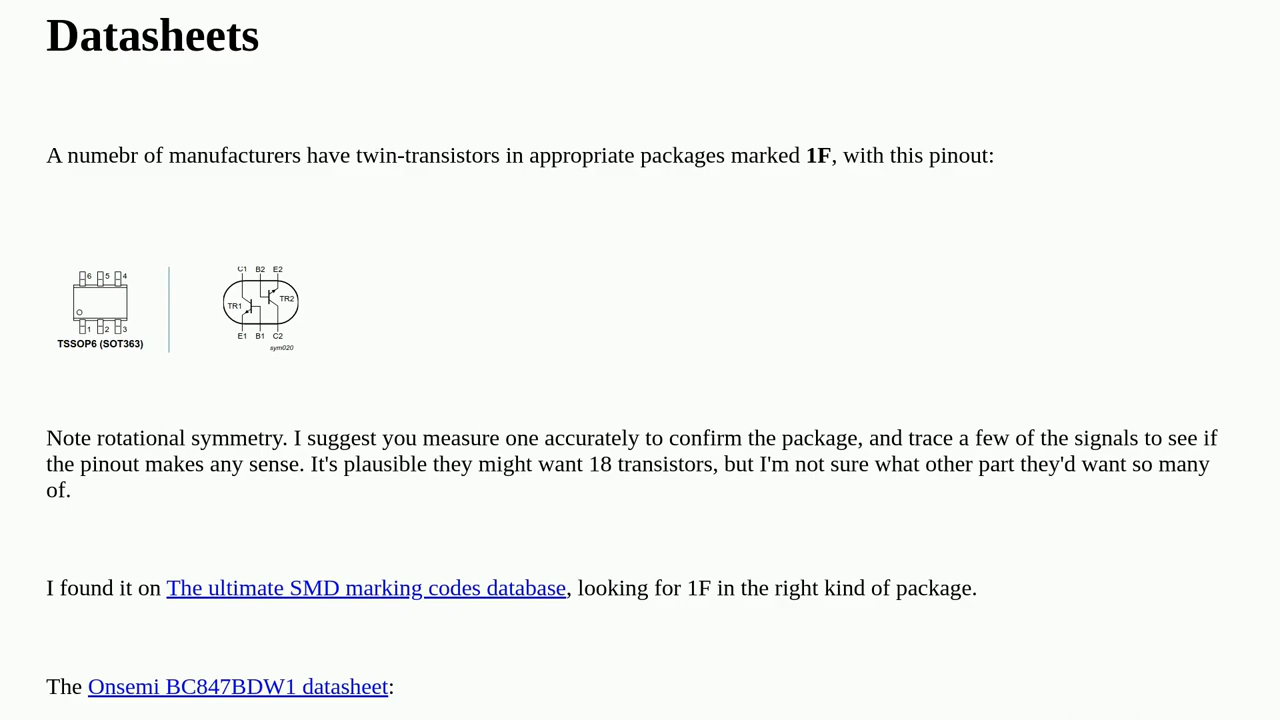 Datasheets
A numebr of manufacturers have twin-transistors in appropriate packages marked 1F, with this pinout:
6 5 4
1 2 3
TSSOP6 (SOT363)
C1 B2 E2
TR1 TR2
E1 B1 C2
sym020
Note rotational symmetry. I suggest you measure one accurately to confirm the package, and trace a few of the signals to see if
the pinout makes any sense. It's plausible they might want 18 transistors, but I'm not sure what other part they'd want so many
of.
I found it on The ultimate SMD marking codes database, looking for 1F in the right kind of package.
The Onsemi BC847BDW1 datasheet: